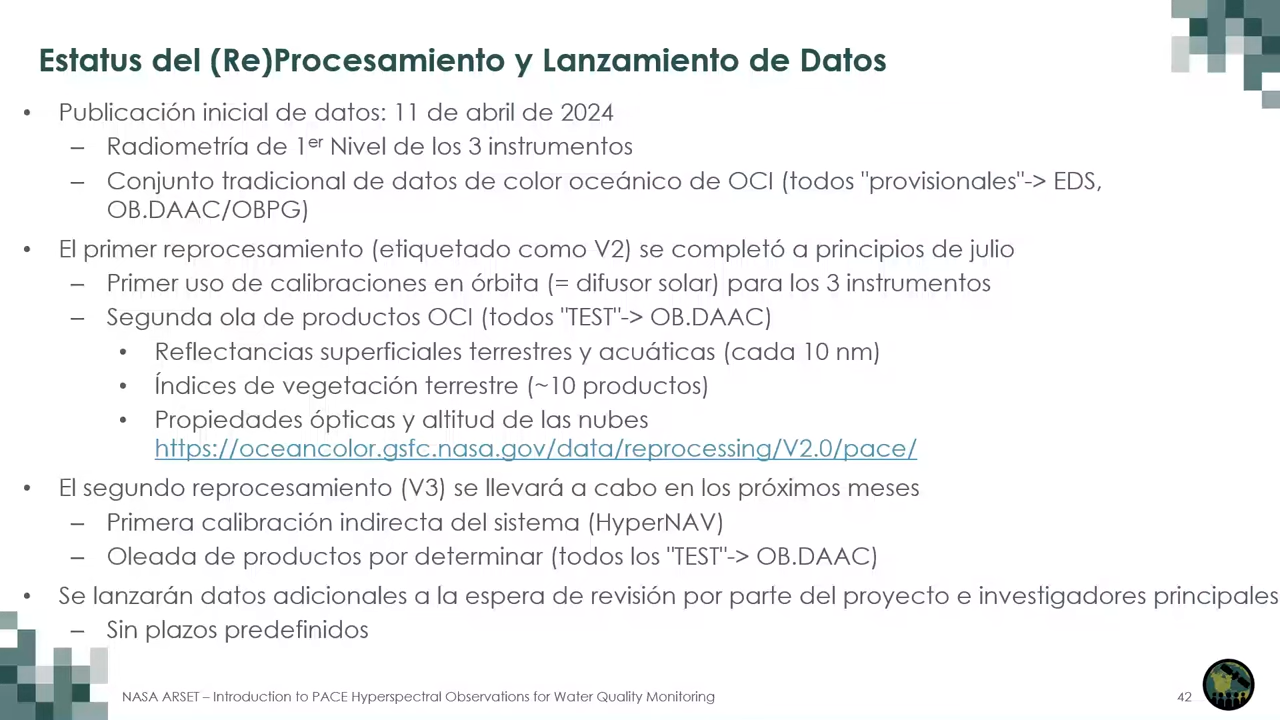 Estatus del (Re)Procesamiento y Lanzamiento de Datos
• Publicación inicial de datos: 11 de abril de 2024
– Radiometría de 1er Nivel de los 3 instrumentos
– Conjunto tradicional de datos de color oceánico de OCI (todos "provisionales"-> EDS,
OB.DAAC/OBPG)
• El primer reprocesamiento (etiquetado como V2) se completó a principios de julio
– Primer uso de calibraciones en órbita (= difusor solar) para los 3 instrumentos
– Segunda ola de productos OCI (todos "TEST"-> OB.DAAC)
• Reflectancias superficiales terrestres y acuáticas (cada 10 nm)
• Índices de vegetación terrestre (~10 productos)
• Propiedades ópticas y altitud de las nubes
https://oceancolor.gsfc.nasa.gov/data/reprocessing/V2.0/pace/
• El segundo reprocesamiento (V3) se llevará a cabo en los próximos meses
– Primera calibración indirecta del sistema (HyperNAV)
– Oleada de productos por determinar (todos los "TEST"-> OB.DAAC)
• Se lanzarán datos adicionales a la espera de revisión por parte del proyecto e investigadores principales
– Sin plazos predefinidos
NASA ARSET – Introduction to PACE Hyperspectral Observations for Water Quality Monitoring
42